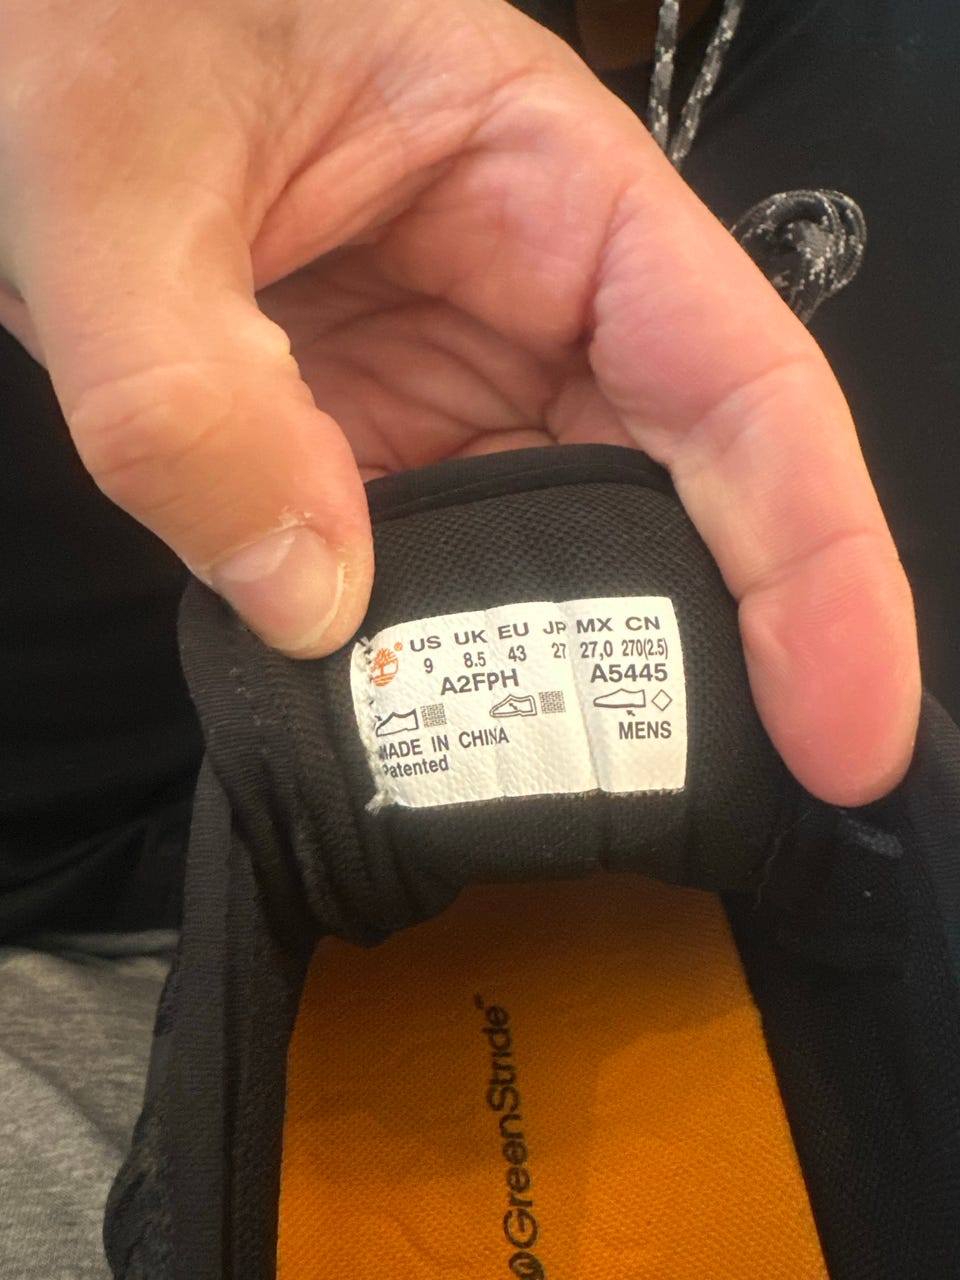 US UK EU JP MX CN
9 8.5 43 27 27,0 270(2.5)
A2FPH A5445
MENS
MADE IN CHINA
Patented
GreenStride™